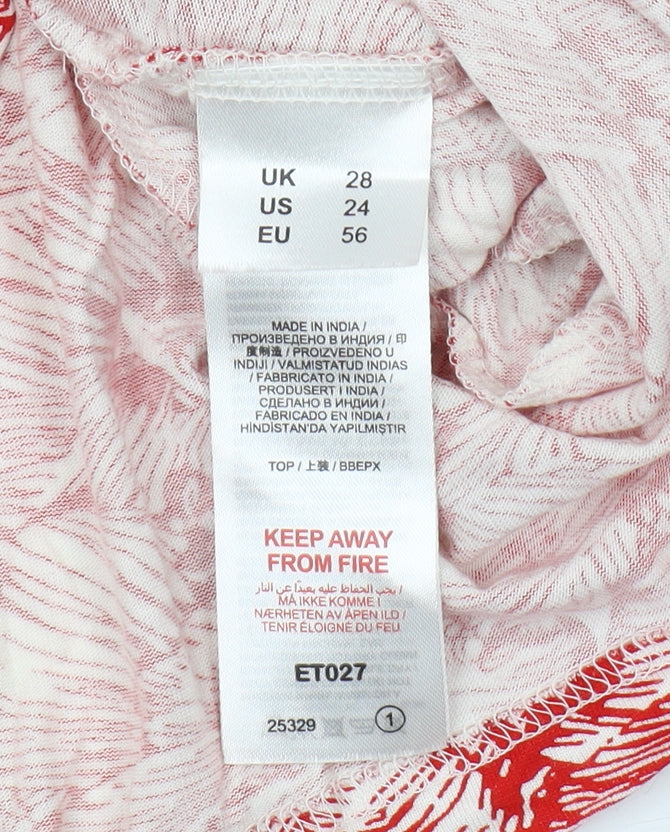 UK 28
US 24
EU 56
MADE IN INDIA /
ПРОИЗВЕДЕНО В ИНДИЯ / 印
度制造 / PROIZVEDENO U
INDIJI / VALMISTATUD INDIAS
/ FABBRICATO IN INDIA /
PRODUSERT I INDIA /
СДЕЛАНО В ИНДИИ /
FABRICADO EN INDIA /
HİNDİSTAN'DA YAPILMIŞTIR
TOP / 上装 / ВВЕРХ
KEEP AWAY
FROM FIRE
يجب الحفاظ عليه بعيدًا عن النار /
MÅ IKKE KOMME I
NÆRHETEN AV ÅPEN ILD /
TENIR ÉLOIGNÉ DU FEU
ET027
25329 1